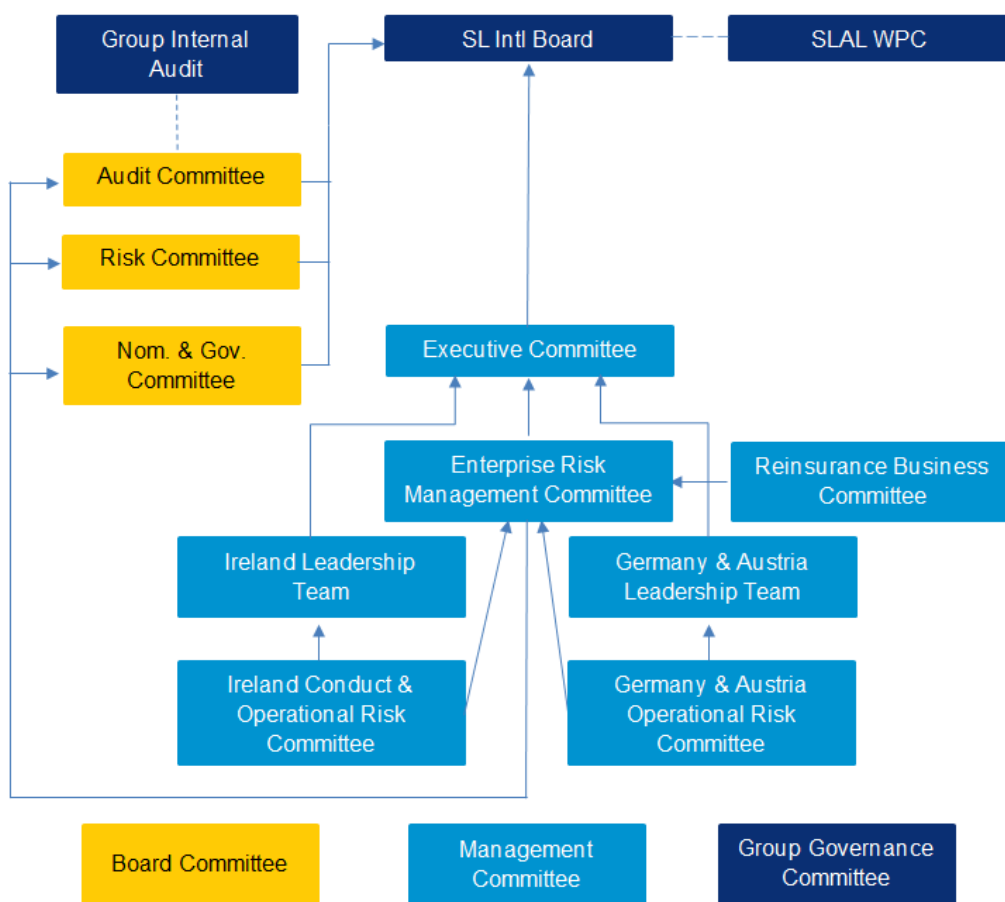 Group Internal
Audit
SL Intl Board
SLAL WPC
Audit Committee
Risk Committee
Nom. & Gov.
Committee
Executive Committee
Enterprise Risk
Management Committee
Reinsurance Business
Committee
Ireland Leadership
Team
Germany & Austria
Leadership Team
Ireland Conduct &
Operational Risk
Committee
Germany & Austria
Operational Risk
Committee
Board Committee
Management
Committee
Group Governance
Committee